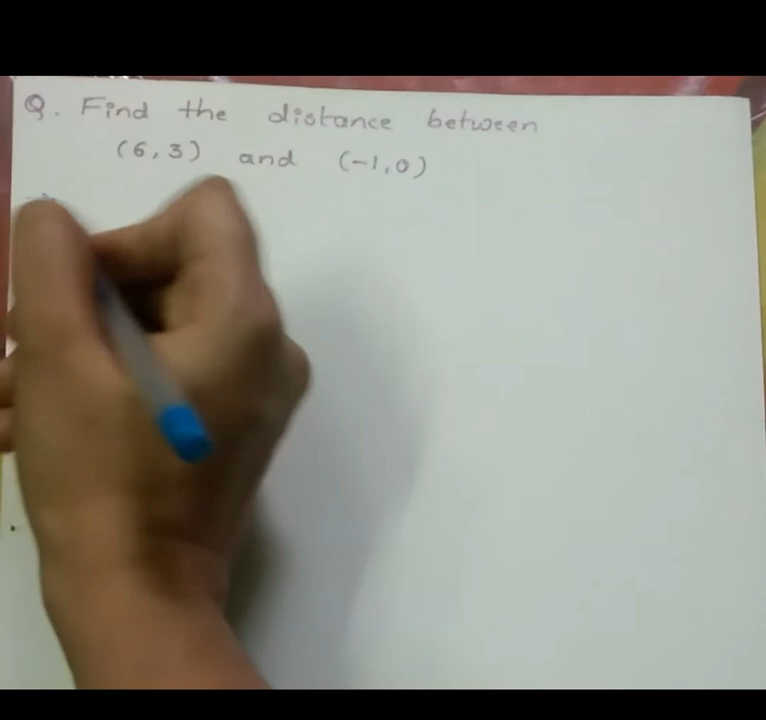 Q. Find the distance between
(6,3) and (-1,0)